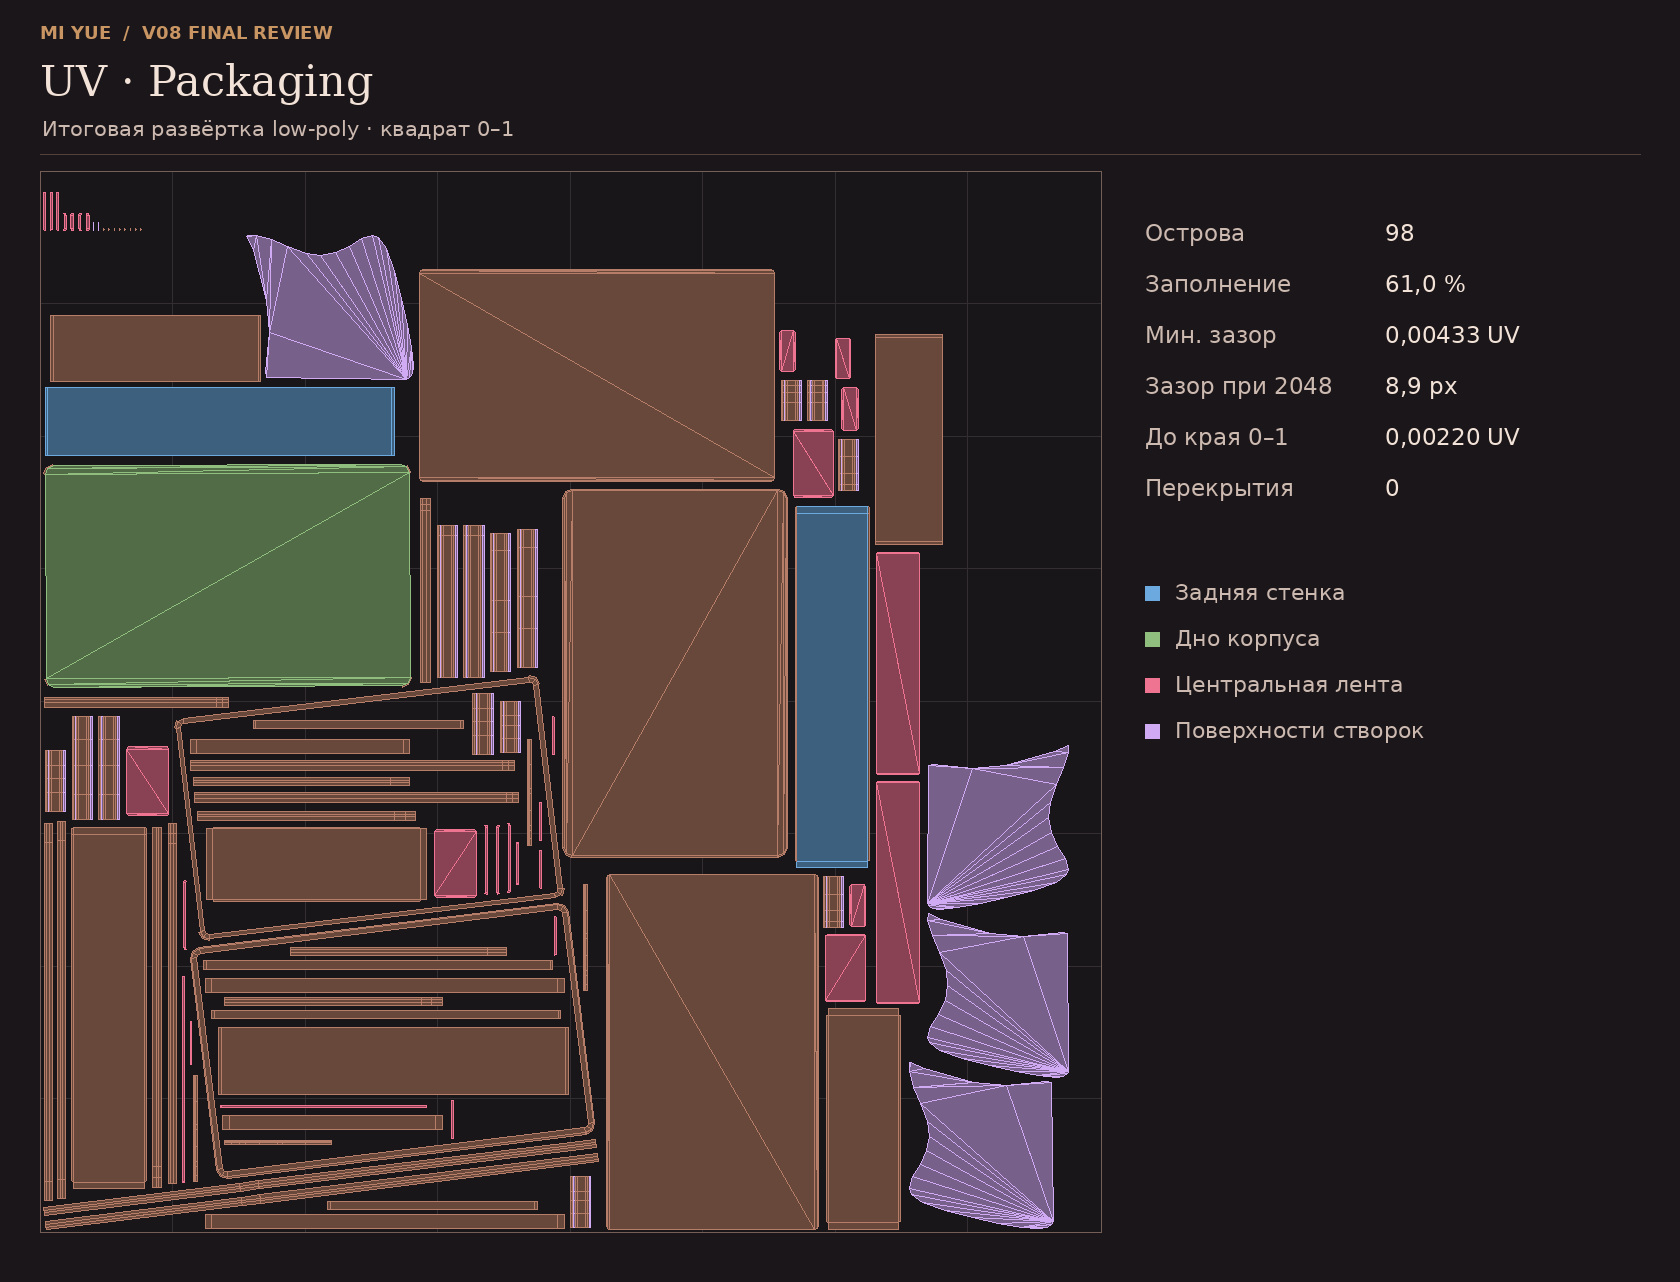 MI YUE / V08 FINAL REVIEW
UV · Packaging
Итоговая развёртка low-poly · квадрат 0–1
Острова 98
Заполнение 61,0 %
Мин. зазор 0,00433 UV
Зазор при 2048 8,9 px
До края 0–1 0,00220 UV
Перекрытия 0
Задняя стенка
Дно корпуса
Центральная лента
Поверхности створок